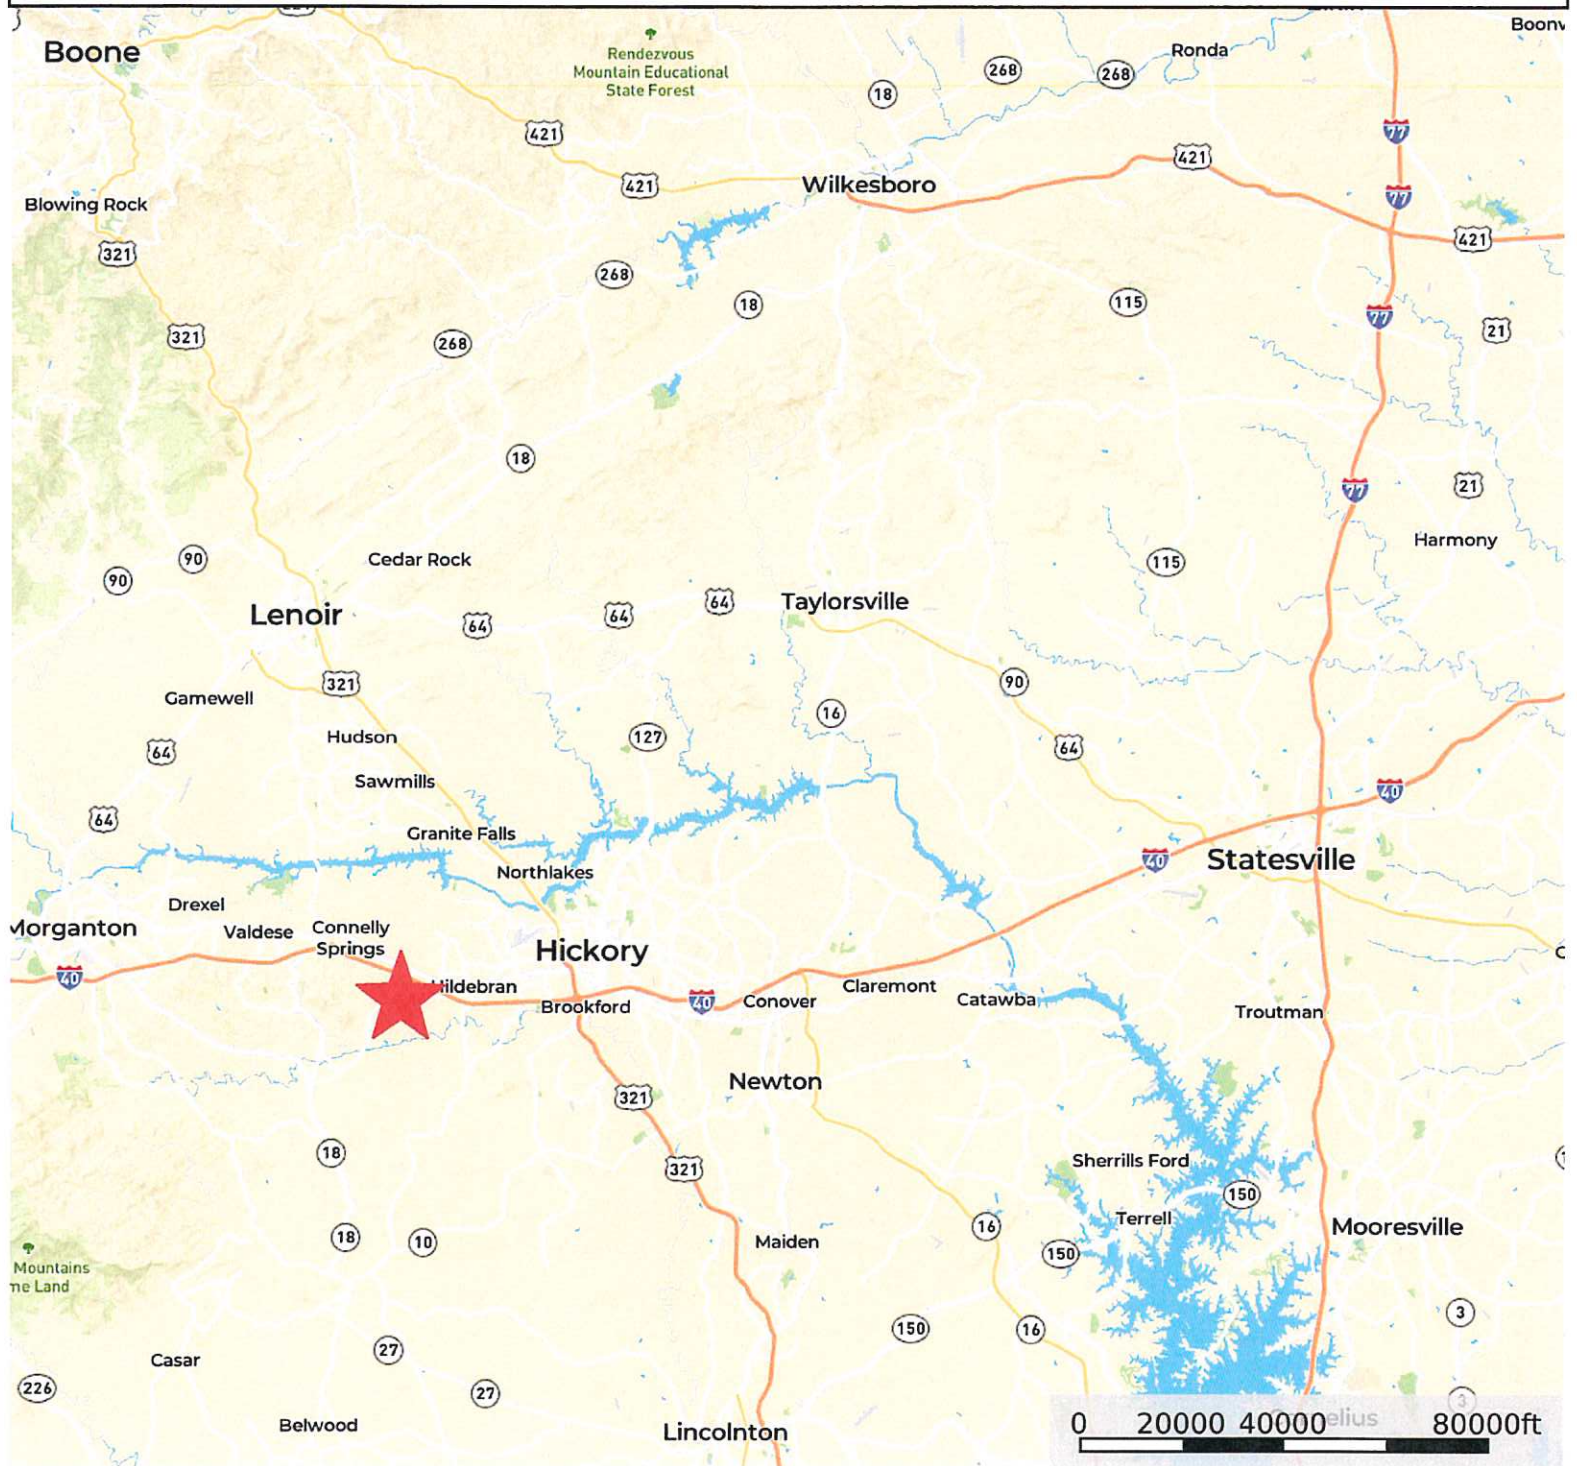 Boone
Rendezvous
Mountain Educational
State Forest
Ronda
268
268
18
421
77
421
421
Wilkesboro
77
Blowing Rock
321
421
268
18
115
77
21
321
268
18
77
21
Harmony
90
90
Cedar Rock
115
Lenoir
64
64
64
Taylorsville
321
90
Gamewell
16
Hudson
127
64
64
Sawmills
40
64
Granite Falls
40
Statesville
Northlakes
Drexel
Morganton
Valdese
Connelly
Springs
Hickory
40
Hildebran
Brookford
40
Conover
Claremont
Catawba
Troutman
Newton
321
18
321
Sherrills Ford
150
Terrell
16
Mooresville
18
10
Maiden
150
Mountains
me Land
3
150
16
27
Casar
226
27
3
Belwood
Lincolnton
0 20000 40000 80000ft